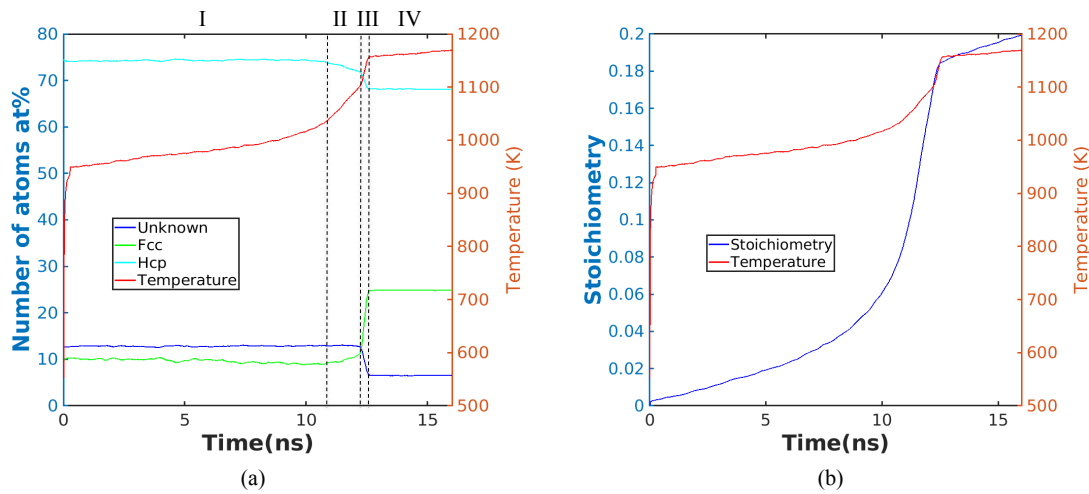 I II III IV
80
70
60
50
40
30
20
10
0
Number of atoms at%
1200
1100
1000
900
800
700
600
500
Temperature (K)
Unknown
Fcc
Hcp
Temperature
0 5 10 15
Time(ns)
(a)
0.2
0.18
0.16
0.14
0.12
0.1
0.08
0.06
0.04
0.02
0
Stoichiometry
1200
1100
1000
900
800
700
600
500
Temperature (K)
Stoichiometry
Temperature
0 5 10 15
Time(ns)
(b)